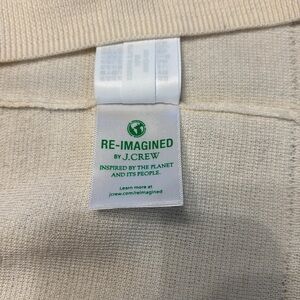 RE-IMAGINED
BY J.CREW
INSPIRED BY THE PLANET
AND ITS PEOPLE.
Learn more at
jcrew.com/reimagined